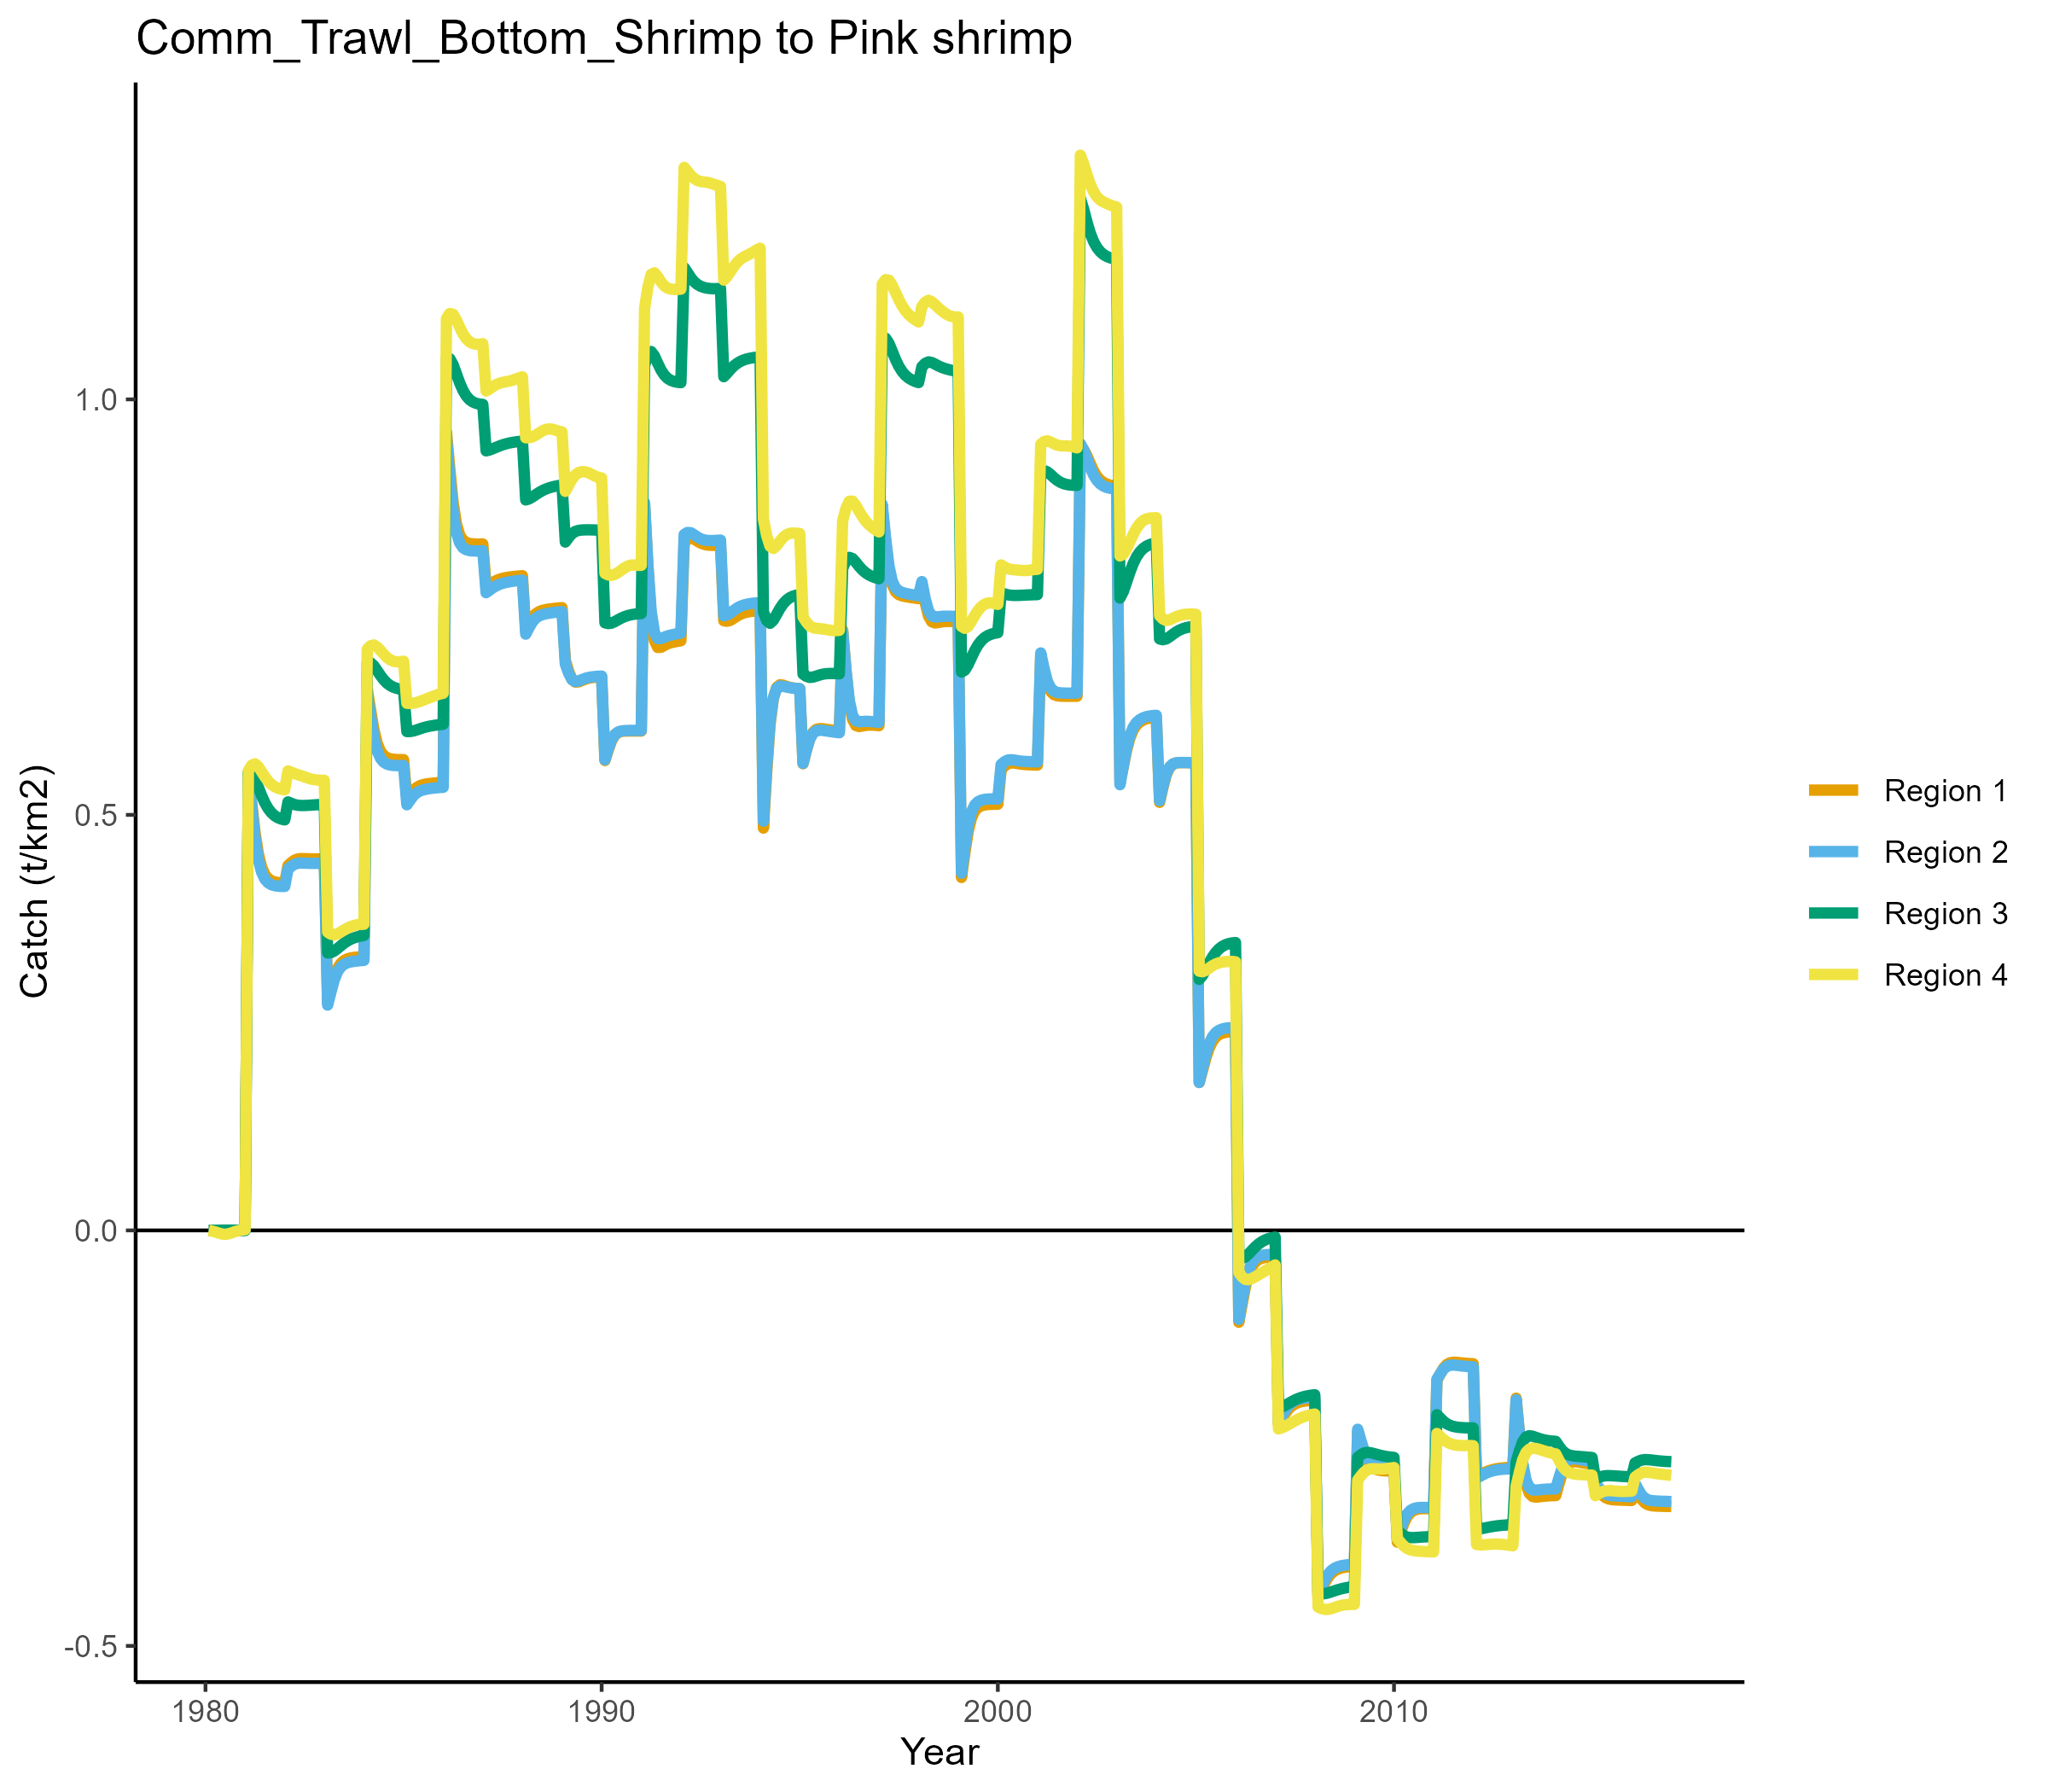 Comm_Trawl_Bottom_Shrimp to Pink shrimp
Catch (t/km2)
1.0
0.5
0.0
-0.5
1980
1990
2000
2010
Year
Region 1
Region 2
Region 3
Region 4